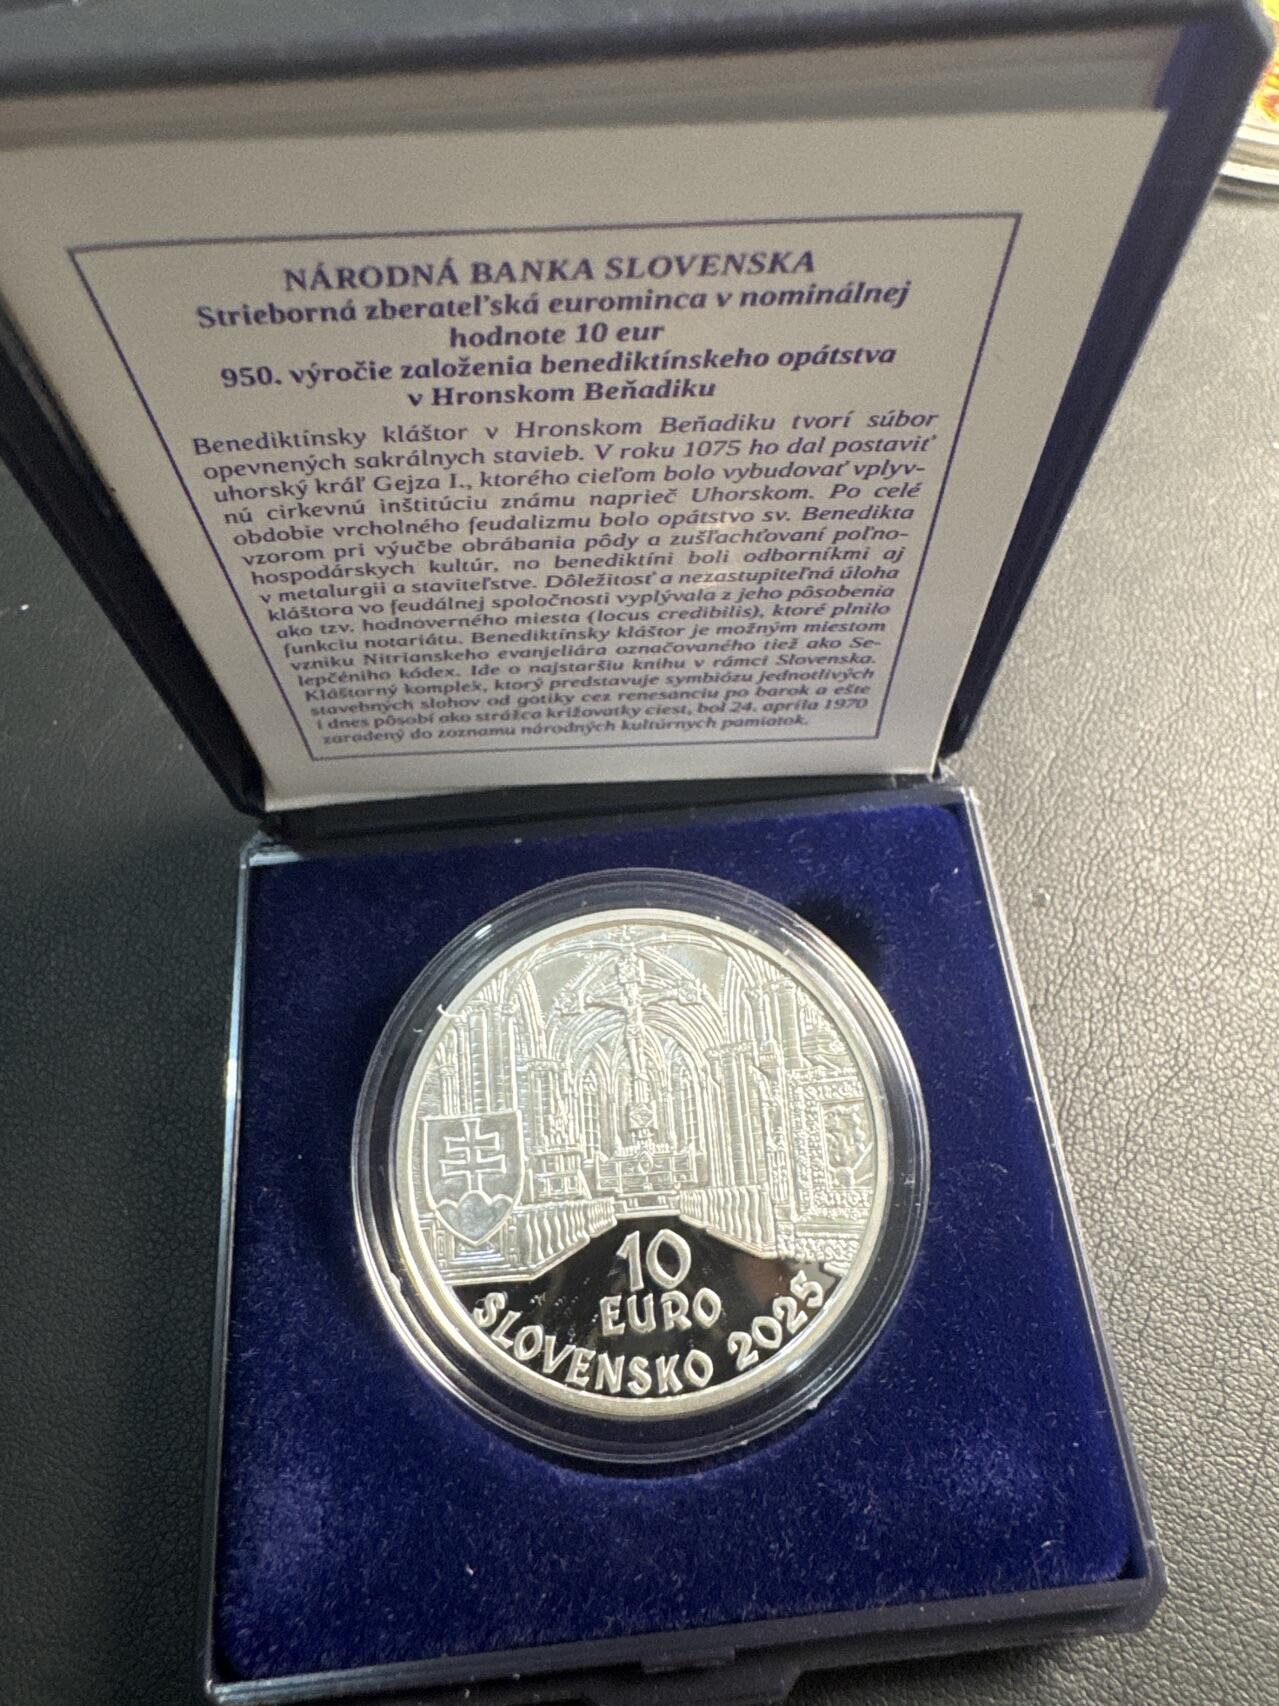 NÁRODNÁ BANKA SLOVENSKA
Strieborná zberateľská eurominca v nominálnej
hodnote 10 eur
950. výročie založenia benediktínskeho opátstva
v Hronskom Beňadiku
Benediktínsky kláštor v Hronskom Beňadiku tvorí súbor
opevnených sakrálnych stavieb. V roku 1075 ho dal postaviť
uhorský kráľ Gejza I., ktorého cieľom bolo vybudovať vplyv-
nú cirkevnú inštitúciu známu naprieč Uhorskom. Po celé
obdobie vrcholného feudalizmu bolo opátstvo sv. Benedikta
vzorom pri výučbe obrábania pôdy a zušľachťovaní poľno-
hospodárskych kultúr, no benediktíni boli odborníkmi aj
v metalurgii a staviteľstve. Dôležitosť a nezastupiteľná úloha
kláštora vo feudálnej spoločnosti vyplývala z jeho pôsobenia
ako tzv. hodnoverného miesta (locus credibilis), ktoré plnilo
funkciu notariátu. Benediktínsky kláštor je možným miestom
vzniku Nitrianskeho evanjeliára označovaného tiež ako Se-
lepčéniho kódex. Ide o najstaršiu knihu v rámci Slovenska.
Kláštorný komplex, ktorý predstavuje symbiózu jednotlivých
stavebných slohov od gotiky cez renesanciu po barok a ešte
i dnes pôsobí ako strážca križovatky ciest, bol 24. apríla 1970
zaradený do zoznamu národných kultúrnych pamiatok.
10
EURO
SLOVENSKO 2025